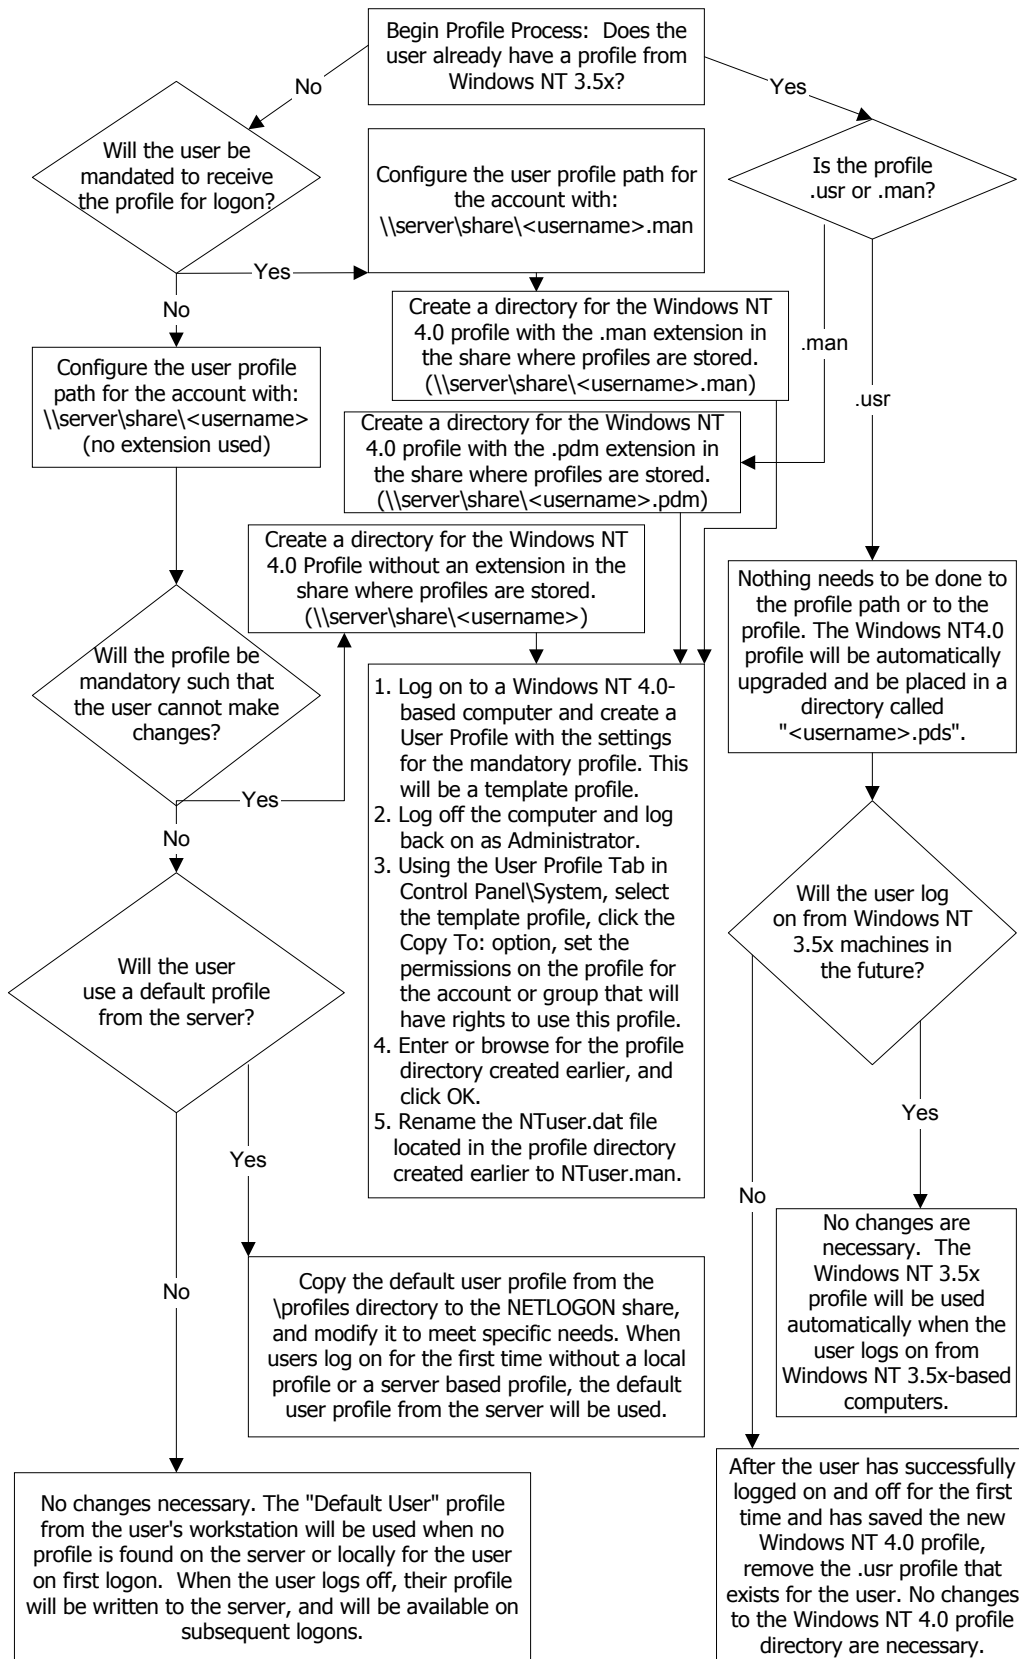 Begin Profile Process:  Does the
user already have a profile from
Windows NT 3.5x?
No
Yes
Will the user be
mandated to receive
the profile for logon?
Configure the user profile path for
the account with:
\\server\share\<username>.man
Is the profile
.usr or .man?
Yes
No
Create a directory for the Windows NT
4.0 profile with the .man extension in
the share where profiles are stored.
(\\server\share\<username>.man)
.man
.usr
Configure the user profile
path for the account with:
\\server\share\<username>
(no extension used)
Create a directory for the Windows NT
4.0 profile with the .pdm extension in
the share where profiles are stored.
(\\server\share\<username>.pdm)
Create a directory for the Windows NT
4.0 Profile without an extension in the
share where profiles are stored.
(\\server\share\<username>)
Nothing needs to be done to
the profile path or to the
profile. The Windows NT4.0
profile will be automatically
upgraded and be placed in a
directory called
"<username>.pds".
Will the profile be
mandatory such that
the user cannot make
changes?
Yes
No
1. Log on to a Windows NT 4.0-
based computer and create a
User Profile with the settings
for the mandatory profile. This
will be a template profile.
2. Log off the computer and log
back on as Administrator.
3. Using the User Profile Tab in
Control Panel\System, select
the template profile, click the
Copy To: option, set the
permissions on the profile for
the account or group that will
have rights to use this profile.
4. Enter or browse for the profile
directory created earlier, and
click OK.
5. Rename the NTuser.dat file
located in the profile directory
created earlier to NTuser.man.
Will the user log
on from Windows NT
3.5x machines in
the future?
Will the user
use a default profile
from the server?
Yes
Yes
No
No
Copy the default user profile from the
\profiles directory to the NETLOGON share,
and modify it to meet specific needs. When
users log on for the first time without a local
profile or a server based profile, the default
user profile from the server will be used.
No changes are
necessary.  The
Windows NT 3.5x
profile will be used
automatically when the
user logs on from
Windows NT 3.5x-based
computers.
No changes necessary. The "Default User" profile
from the user's workstation will be used when no
profile is found on the server or locally for the user
on first logon.  When the user logs off, their profile
will be written to the server, and will be available on
subsequent logons.
After the user has successfully
logged on and off for the first
time and has saved the new
Windows NT 4.0 profile,
remove the .usr profile that
exists for the user. No changes
to the Windows NT 4.0 profile
directory are necessary.